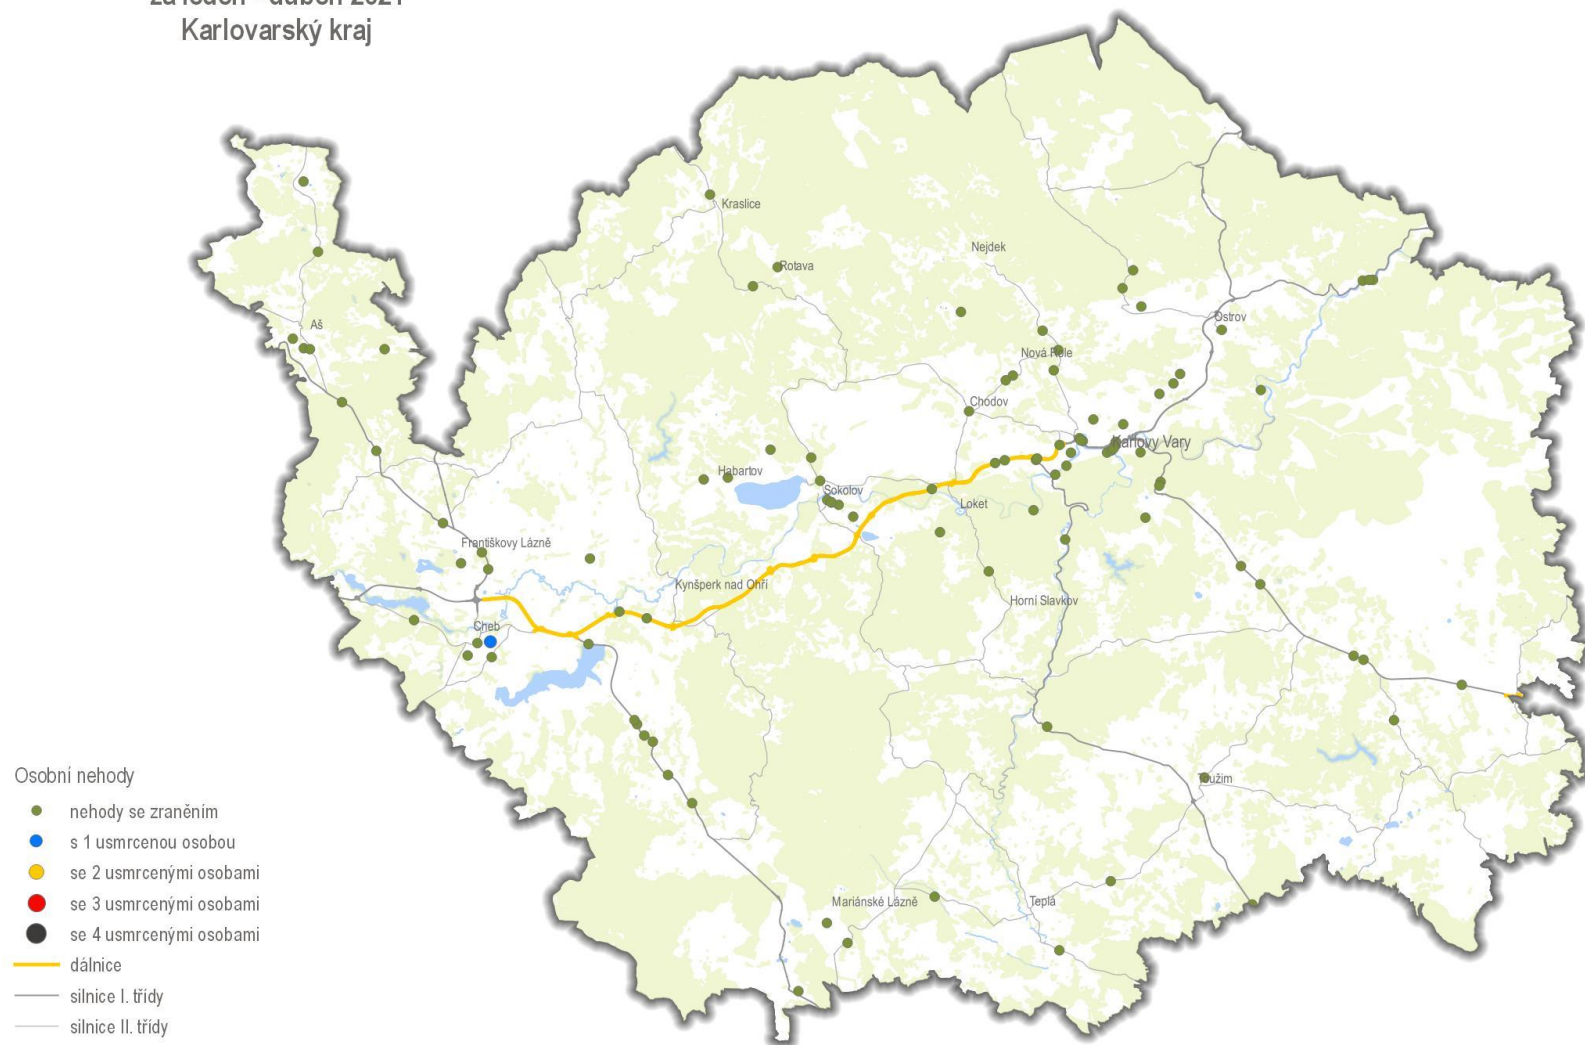 za leden - duben 2021
Karlovarský kraj
Kraslice
Rotava
Nejdek
Aš
Ostrov
Nová Role
Chodov
Karlovy Vary
Habartov
Sokolov
Loket
Františkovy Lázně
Kynšperk nad Ohří
Horní Slavkov
Cheb
Toužim
Mariánské Lázně
Teplá
Osobní nehody
nehody se zraněním
s 1 usmrcenou osobou
se 2 usmrcenými osobami
se 3 usmrcenými osobami
se 4 usmrcenými osobami
dálnice
silnice I. třídy
silnice II. třídy